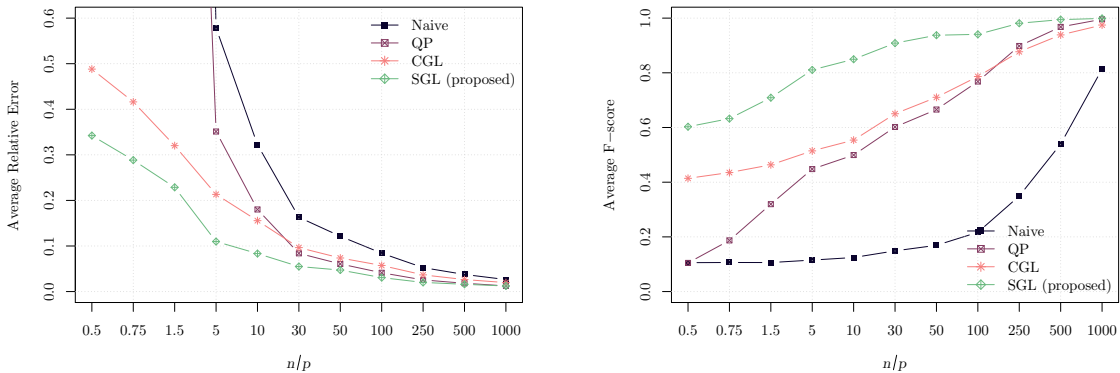 Average Relative Error
0.6
0.5
0.4
0.3
0.2
0.1
0.0
Naive
QP
CGL
SGL (proposed)
0.5 0.75 1.5 5 10 30 50 100 250 500 1000
n/p
Average F−score
1.0
0.8
0.6
0.4
0.2
0.0
Naive
QP
CGL
SGL (proposed)
0.5 0.75 1.5 5 10 30 50 100 250 500 1000
n/p